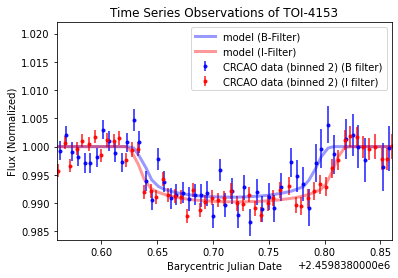 Time Series Observations of TOI-4153
model (B-Filter)
model (I-Filter)
CRCAO data (binned 2) (B filter)
CRCAO data (binned 2) (I filter)
Flux (Normalized)
1.020
1.015
1.010
1.005
1.000
0.995
0.990
0.985
0.60
0.65
0.70
0.75
0.80
0.85
Barycentric Julian Date
+2.4598380000e6